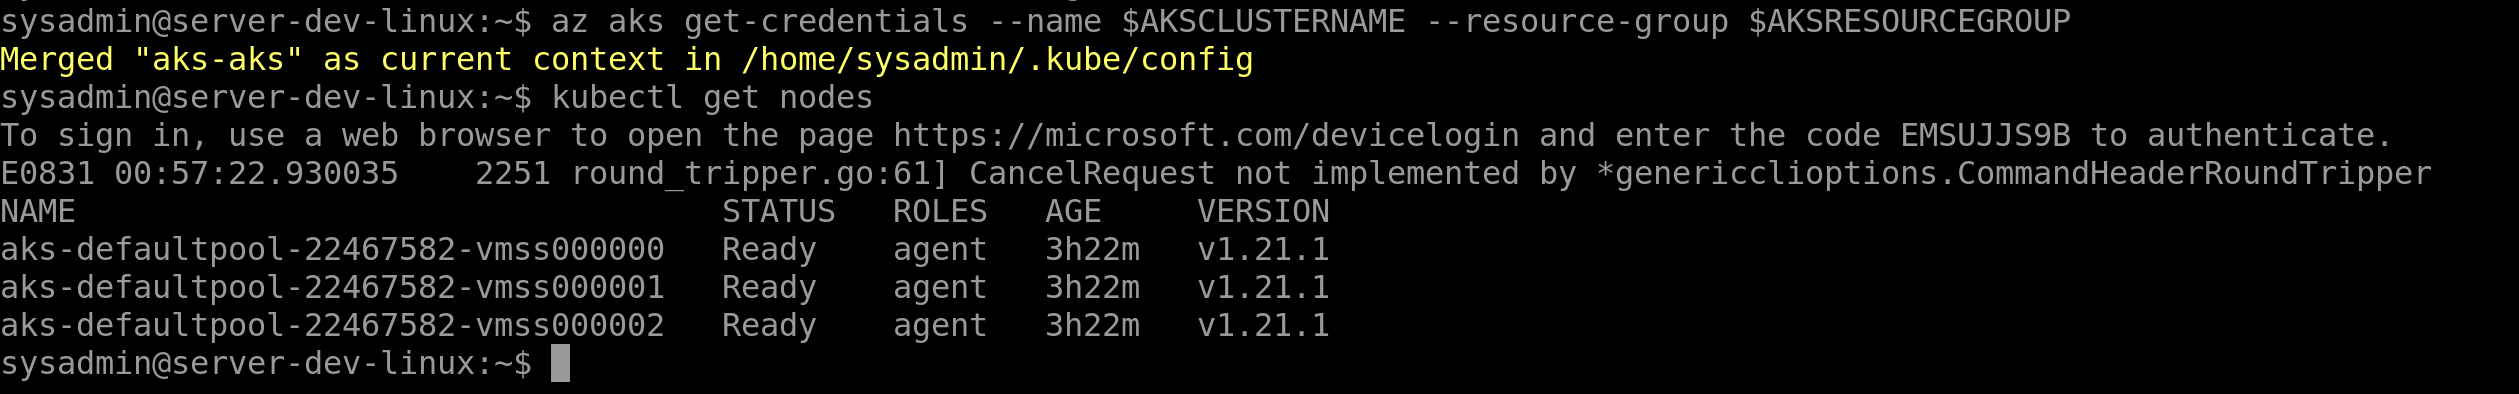 sysadmin@server-dev-linux:~$ az aks get-credentials --name $AKSCLUSTERNAME --resource-group $AKSRESOURCEGROUP
Merged "aks-aks" as current context in /home/sysadmin/.kube/config
sysadmin@server-dev-linux:~$ kubectl get nodes
To sign in, use a web browser to open the page https://microsoft.com/devicelogin and enter the code EMSUJJS9B to authenticate.
E0831 00:57:22.930035    2251 round_tripper.go:61] CancelRequest not implemented by *genericclioptions.CommandHeaderRoundTripper
NAME                                  STATUS   ROLES   AGE     VERSION
aks-defaultpool-22467582-vmss000000   Ready    agent   3h22m   v1.21.1
aks-defaultpool-22467582-vmss000001   Ready    agent   3h22m   v1.21.1
aks-defaultpool-22467582-vmss000002   Ready    agent   3h22m   v1.21.1
sysadmin@server-dev-linux:~$